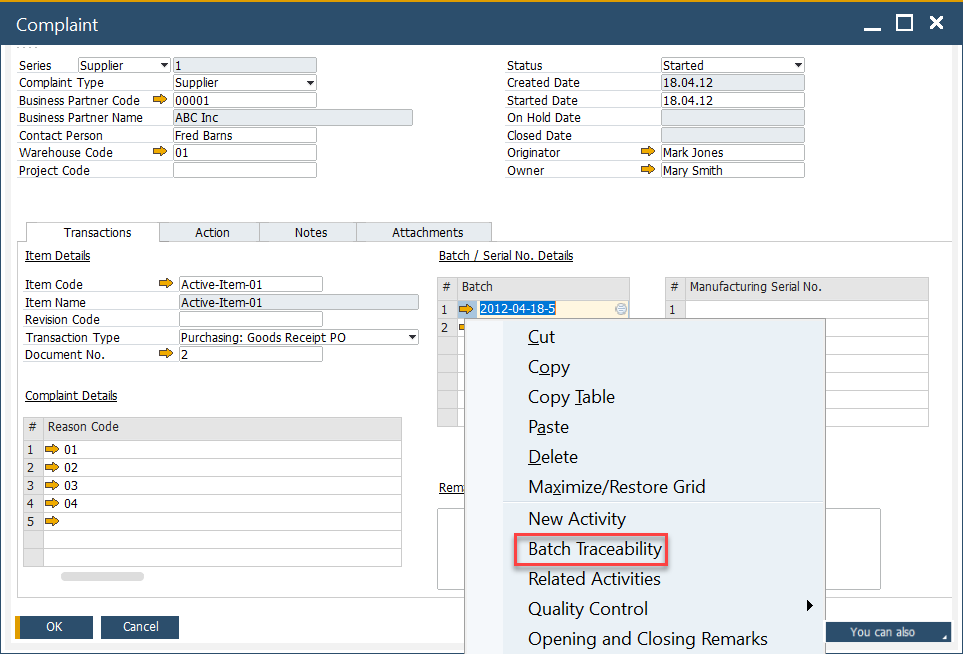 Complaint
Series Supplier 1
Complaint Type Supplier
Business Partner Code 00001
Business Partner Name ABC Inc
Contact Person Fred Barns
Warehouse Code 01
Project Code
Status Started
Created Date 18.04.12
Started Date 18.04.12
On Hold Date
Closed Date
Originator Mark Jones
Owner Mary Smith
Transactions Action Notes Attachments
Item Details
Item Code Active-Item-01
Item Name Active-Item-01
Revision Code
Transaction Type Purchasing: Goods Receipt PO
Document No. 2
Complaint Details
# Reason Code
1 01
2 02
3 03
4 04
5
Batch / Serial No. Details
# Batch
1 2012-04-18-5
2
# Manufacturing Serial No.
1
Cut
Copy
Copy Table
Paste
Delete
Maximize/Restore Grid
New Activity
Batch Traceability
Related Activities
Quality Control
Opening and Closing Remarks
OK Cancel
You can also